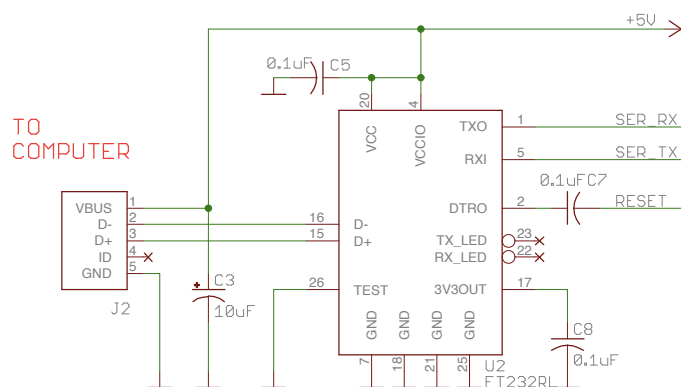 +5V
0.1uF C5
20
4
TO
COMPUTER
VCC
VCCIO
TXO
1
SER_RX
RXI
5
SER_TX
0.1uFC7
VBUS
1
DTRO
2
RESET
D-
2
16
D-
D+
3
15
D+
TX_LED
23
ID
4
RX_LED
22
GND
5
C3
26
TEST
3V3OUT
17
10uF
J2
GND
GND
GND
GND
C8
7
18
21
25
U2
0.1uF
FT232RL